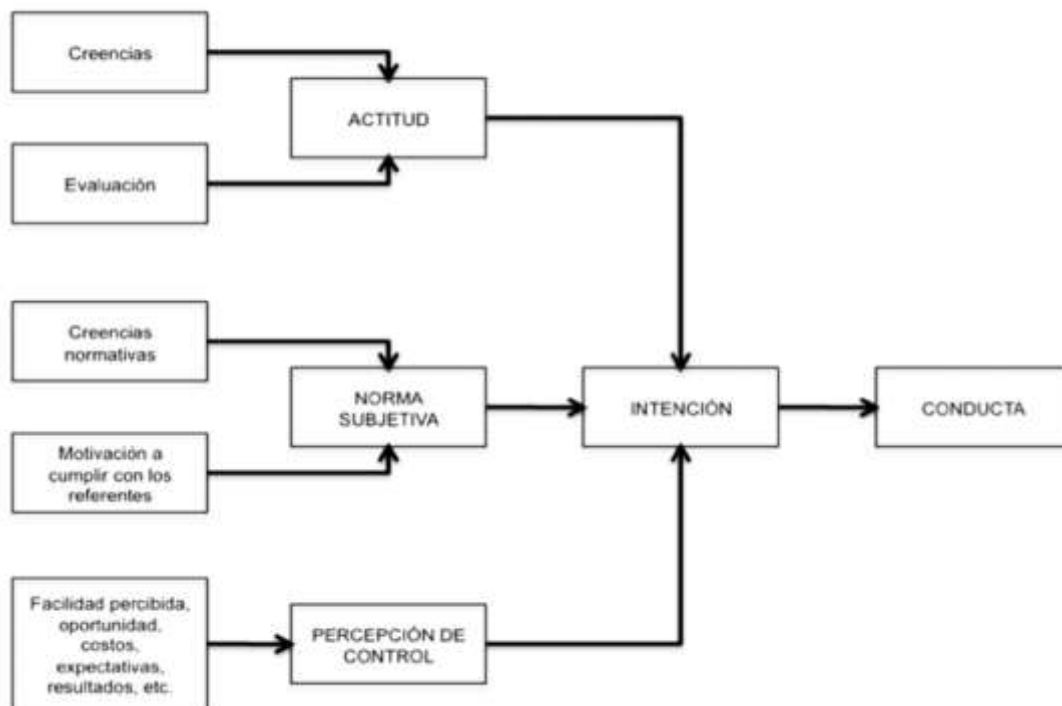 Creencias
ACTITUD
Evaluación
Creencias
normativas
NORMA
SUBJETIVA
INTENCIÓN
CONDUCTA
Motivación a
cumplir con los
referentes
Facilidad percibida,
oportunidad,
costos,
expectativas,
resultados, etc.
PERCEPCIÓN DE
CONTROL